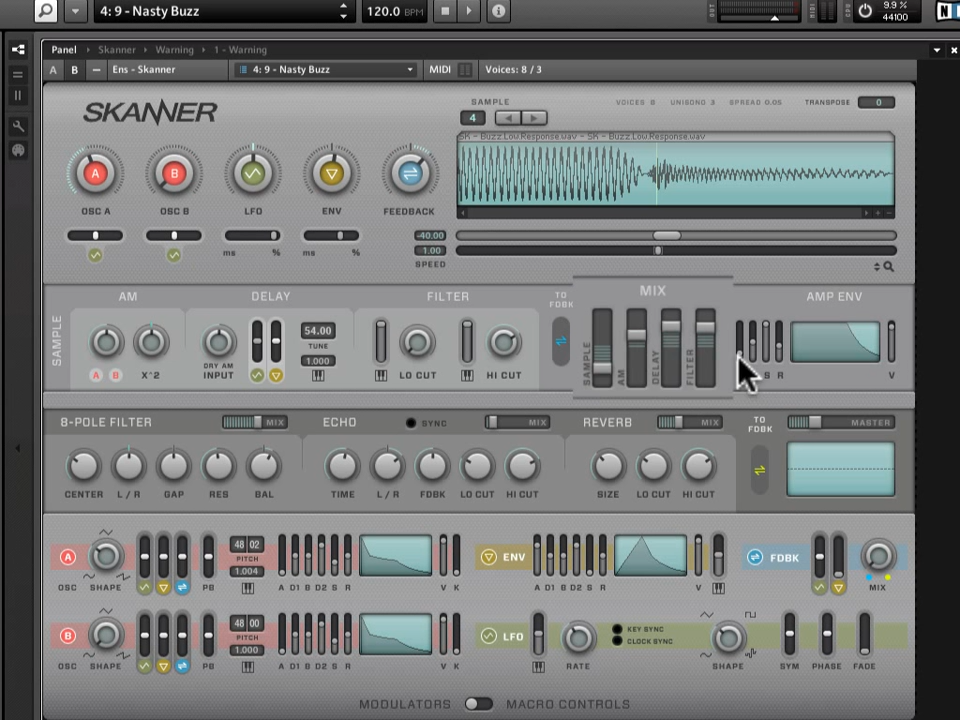 4: 9 - Nasty Buzz
120.0 BPM
9.9 %
44100
Panel Skanner Warning 1 - Warning
A B Ens - Skanner 4: 9 - Nasty Buzz MIDI Voices: 8 / 3
SKANNER
SAMPLE
4
VOICES 8 UNISONO 3 SPREAD 0.05 TRANSPOSE 0
SK - Buzz.Low.Response.wav - SK - Buzz.Low.Response.wav
A B
OSC A OSC B LFO ENV FEEDBACK
-40.00
ms % ms % 1.00
SPEED
SAMPLE
AM DELAY FILTER TO FDBK MIX AMP ENV
54.00
TUNE
1.000
SAMPLE AM DELAY FILTER
A B X^2 DRY AM INPUT LO CUT HI CUT S R V
8-POLE FILTER MIX ECHO SYNC MIX REVERB MIX TO FDBK MASTER
CENTER L / R GAP RES BAL TIME L / R FDBK LO CUT HI CUT SIZE LO CUT HI CUT
A 48 02 ENV FDBK
PITCH
1.004
OSC SHAPE PB A D1 B D2 S R V K A D1 B D2 S R V MIX
B 48 00 LFO KEY SYNC
PITCH CLOCK SYNC
1.000
OSC SHAPE PB A D1 B D2 S R V K RATE SHAPE SYM PHASE FADE
MODULATORS MACRO CONTROLS